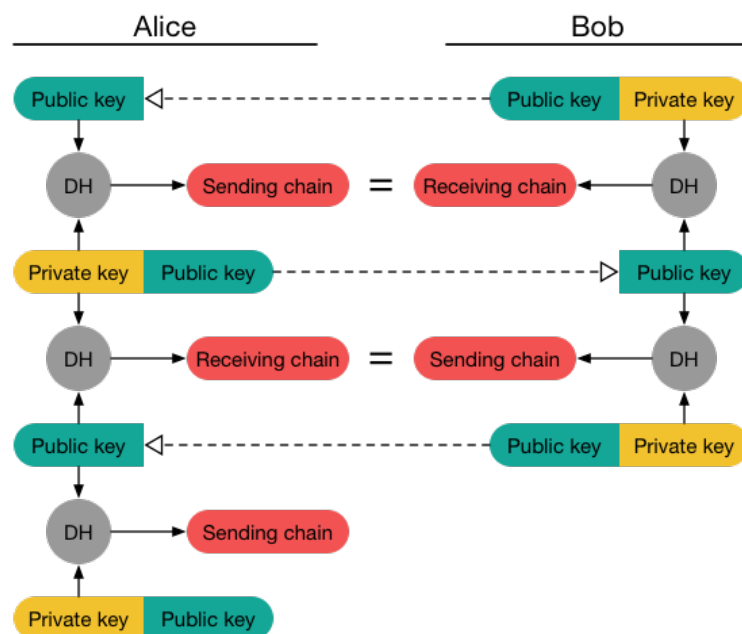 Alice Bob
Public key Public key Private key
DH Sending chain = Receiving chain DH
Private key Public key Public key
DH Receiving chain = Sending chain DH
Public key Public key Private key
DH Sending chain
Private key Public key